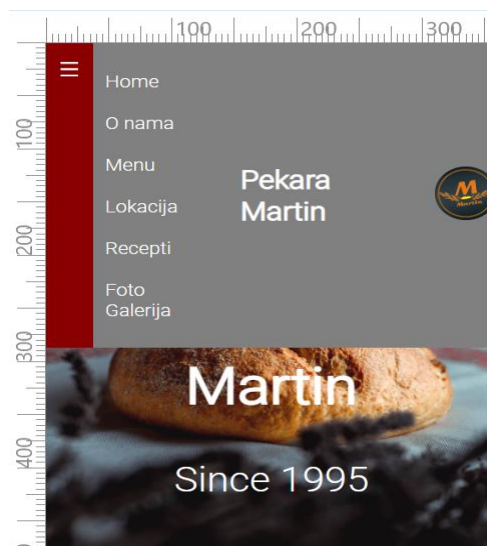 100
200
300
Home
O nama
Menu
Lokacija
Recepti
Foto
Galerija
Pekara
Martin
M
Martin
100
200
300
400
Martin
Since 1995